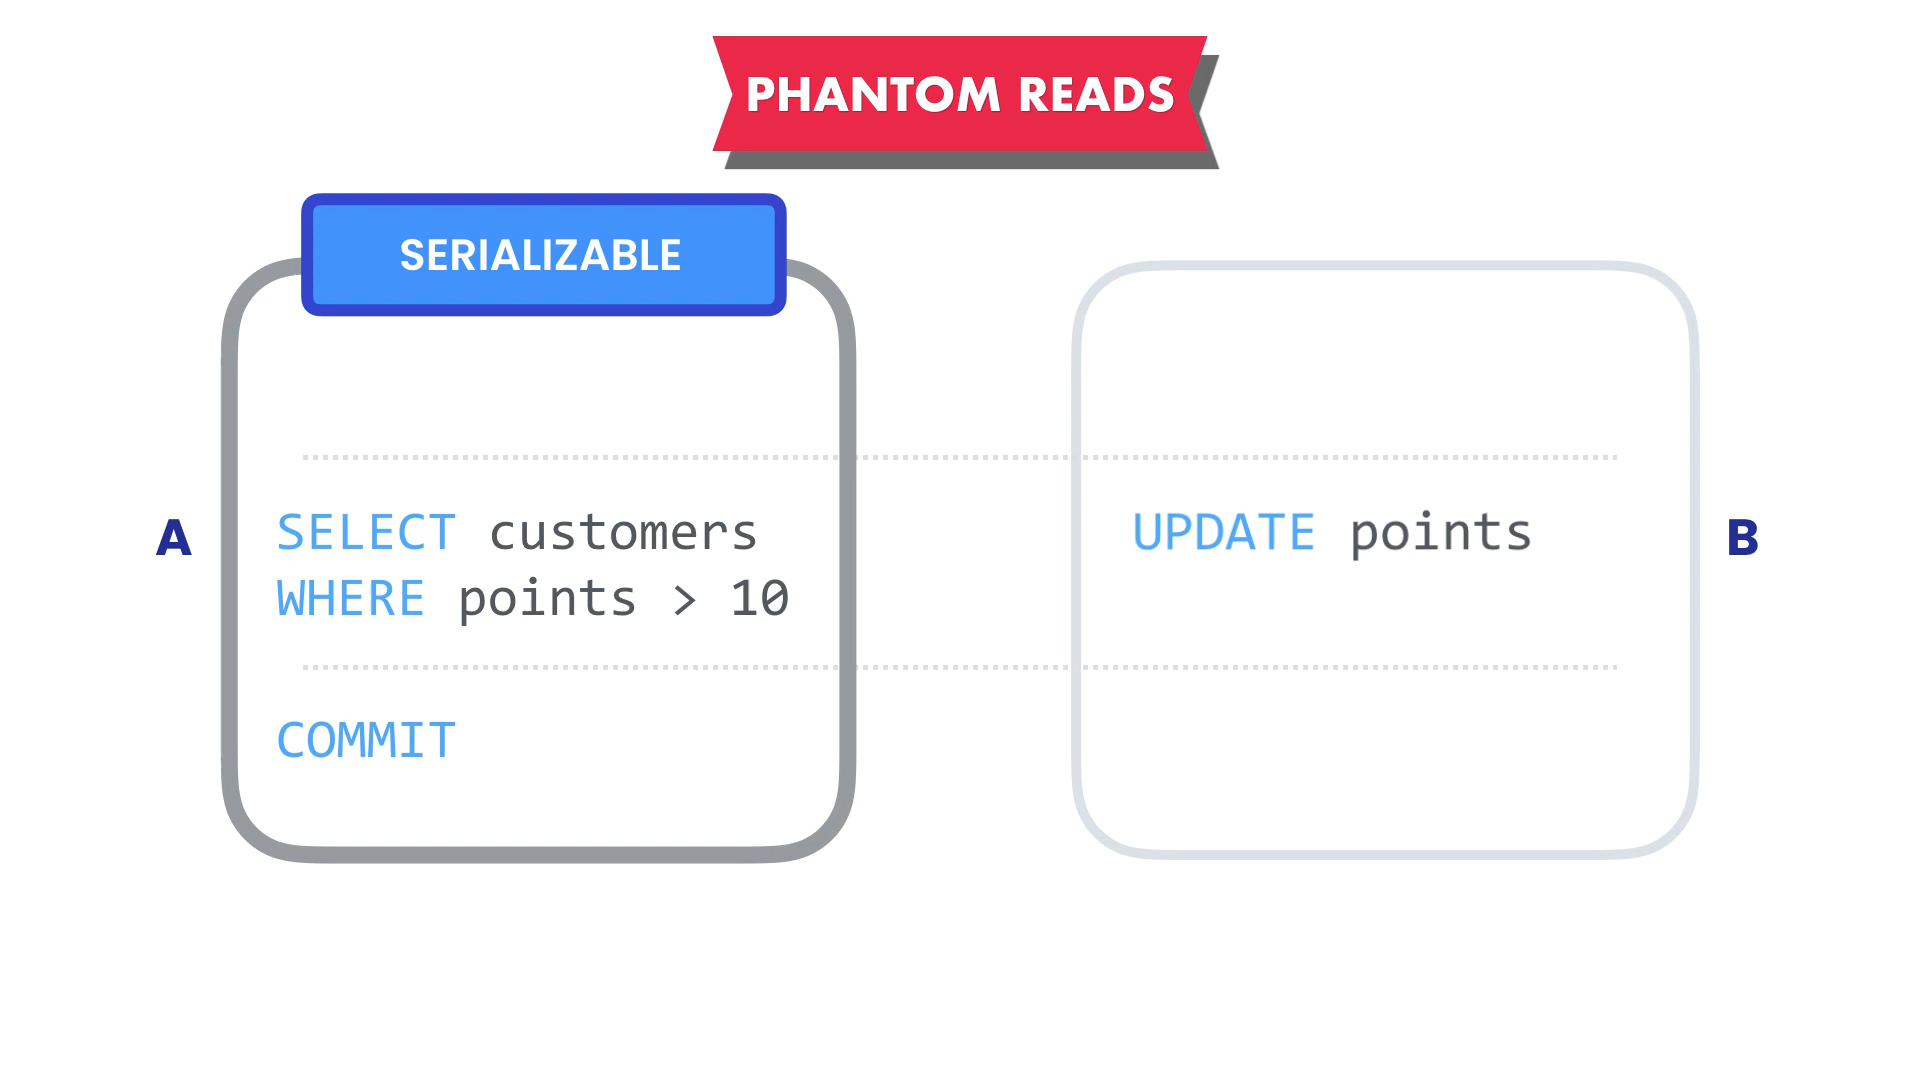 PHANTOM READS
SERIALIZABLE
A
SELECT customers
WHERE points > 10
COMMIT
UPDATE points
B